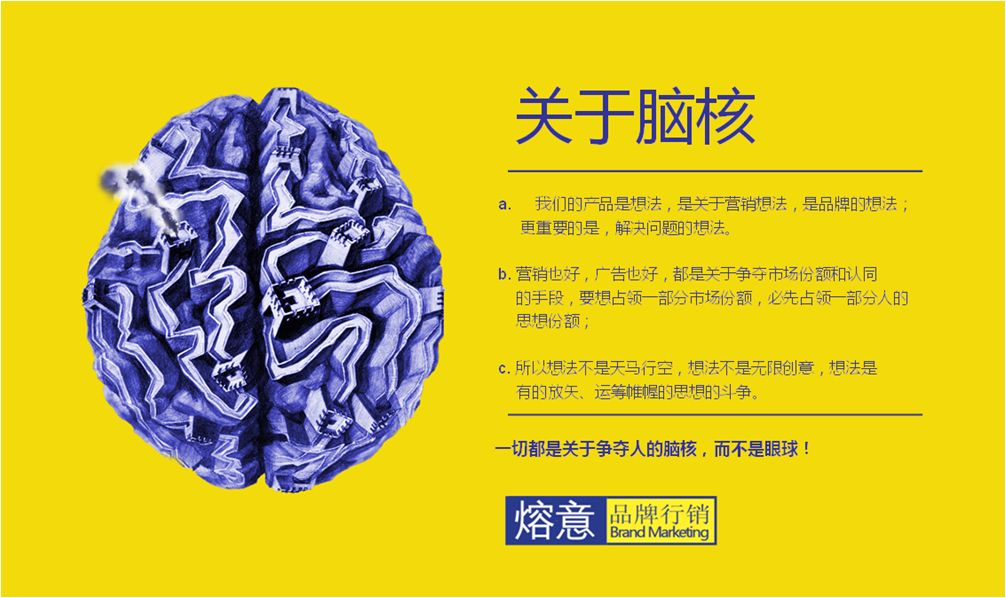 关于脑核
a. 我们的产品是想法，是关于营销想法，是品牌的想法；
更重要的是，解决问题的想法。
b. 营销也好，广告也好，都是关于争夺市场份额和认同
的手段，要想占领一部分市场份额，必先占领一部分人的
思想份额；
c. 所以想法不是天马行空，想法不是无限创意，想法是
有的放矢、运筹帷幄的思想的斗争。
一切都是关于争夺人的脑核，而不是眼球！
熔意 品牌行销
Brand Marketing